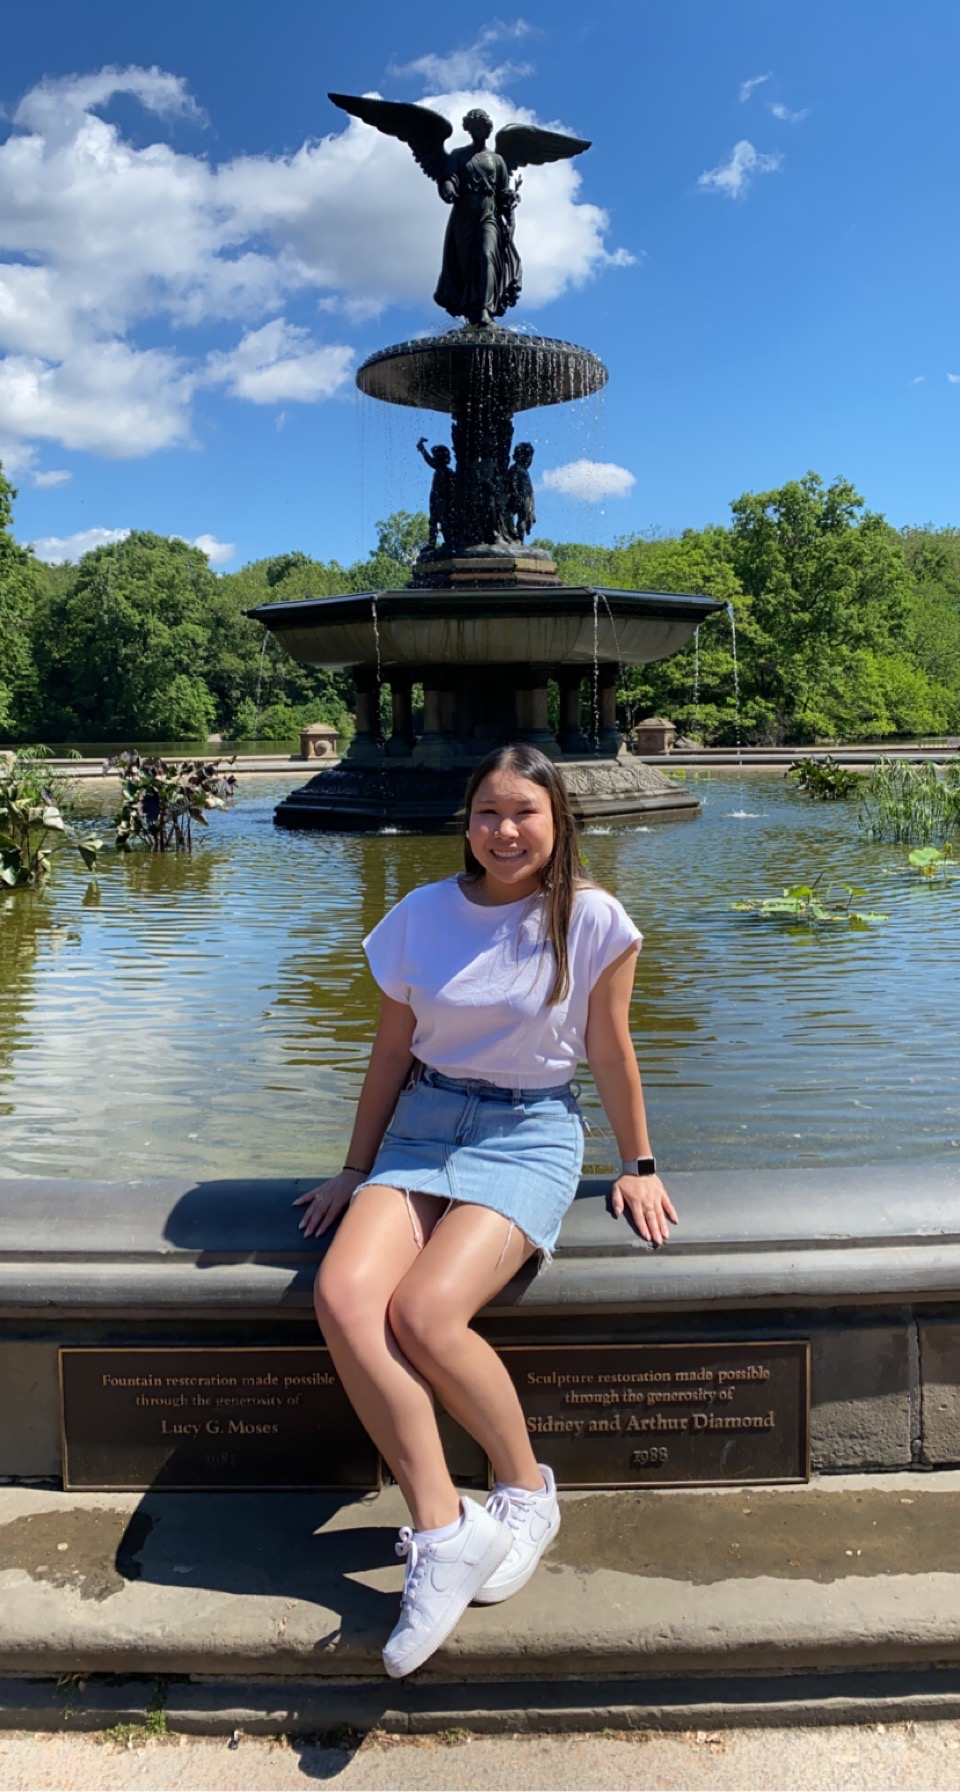 Fountain restoration made possible
through the generosity of
Lucy G. Moses
Sculpture restoration made possible
through the generosity of
Sidney and Arthur Diamond
1988